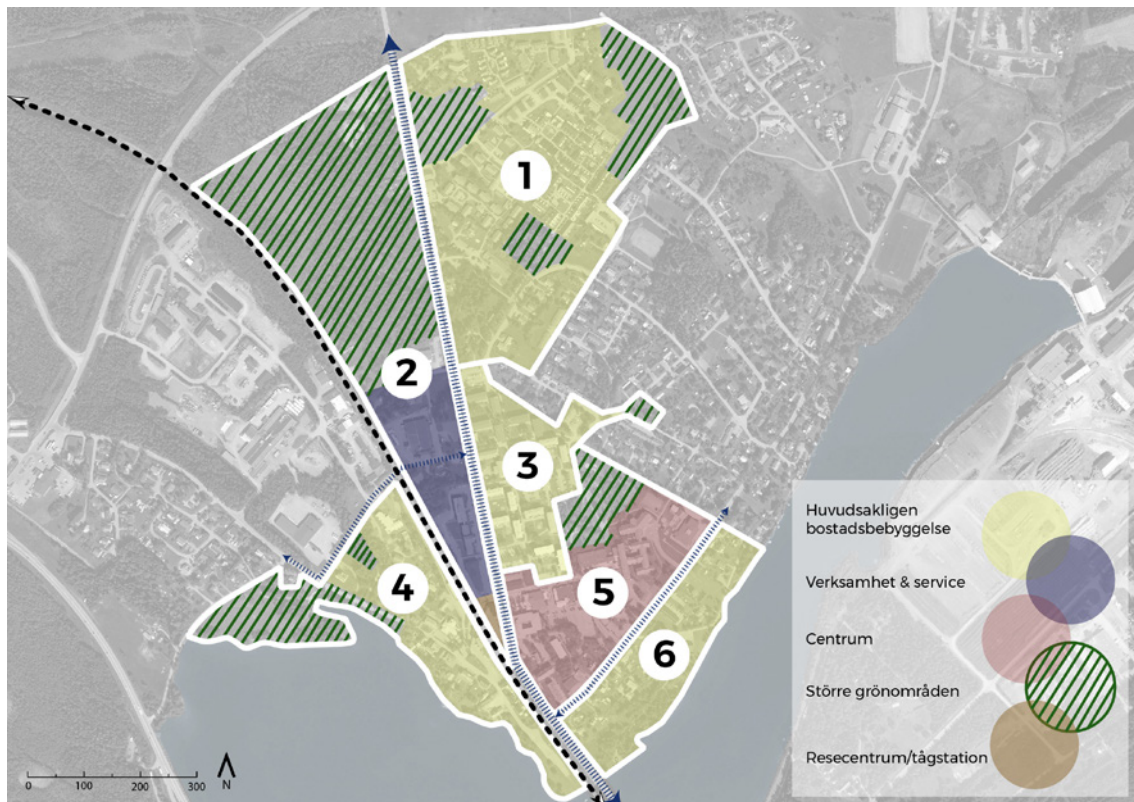 1
2
3
4
5
6
Huvudsakligen
bostadsbebyggelse
Verksamhet & service
Centrum
Större grönområden
Resecentrum/tågstation
0 100 200 300
N